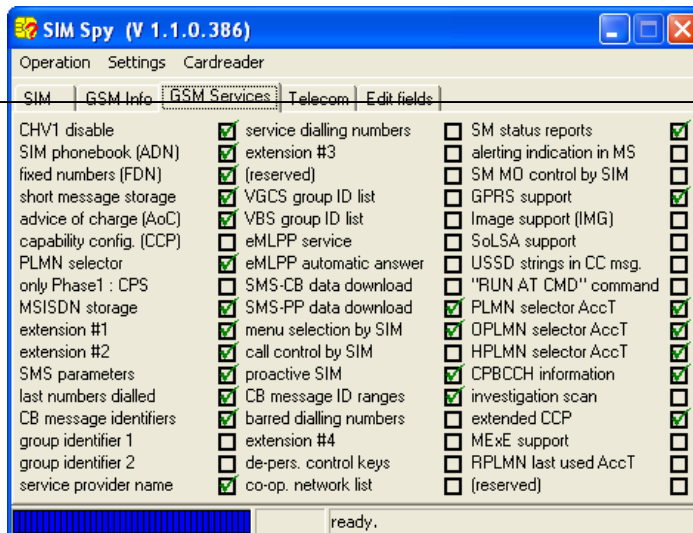 SIM Spy (V 1.1.0.386)
Operation Settings Cardreader
SIM GSM Info GSM Services Telecom Edit fields
CHV1 disable service dialling numbers SM status reports
SIM phonebook (ADN) extension #3 alerting indication in MS
fixed numbers (FDN) (reserved) SM MO control by SIM
short message storage VGCS group ID list GPRS support
advice of charge (AoC) VBS group ID list Image support (IMG)
capability config. (CCP) eMLPP service SoLSA support
PLMN selector eMLPP automatic answer USSD strings in CC msg.
only Phase1 : CPS SMS-CB data download "RUN AT CMD" command
MSISDN storage SMS-PP data download PLMN selector AccT
extension #1 menu selection by SIM OPLMN selector AccT
extension #2 call control by SIM HPLMN selector AccT
SMS parameters proactive SIM CPBCCH information
last numbers dialled CB message ID ranges investigation scan
CB message identifiers barred dialling numbers extended CCP
group identifier 1 extension #4 MExE support
group identifier 2 de-pers. control keys RPLMN last used AccT
service provider name co-op. network list (reserved)
ready.